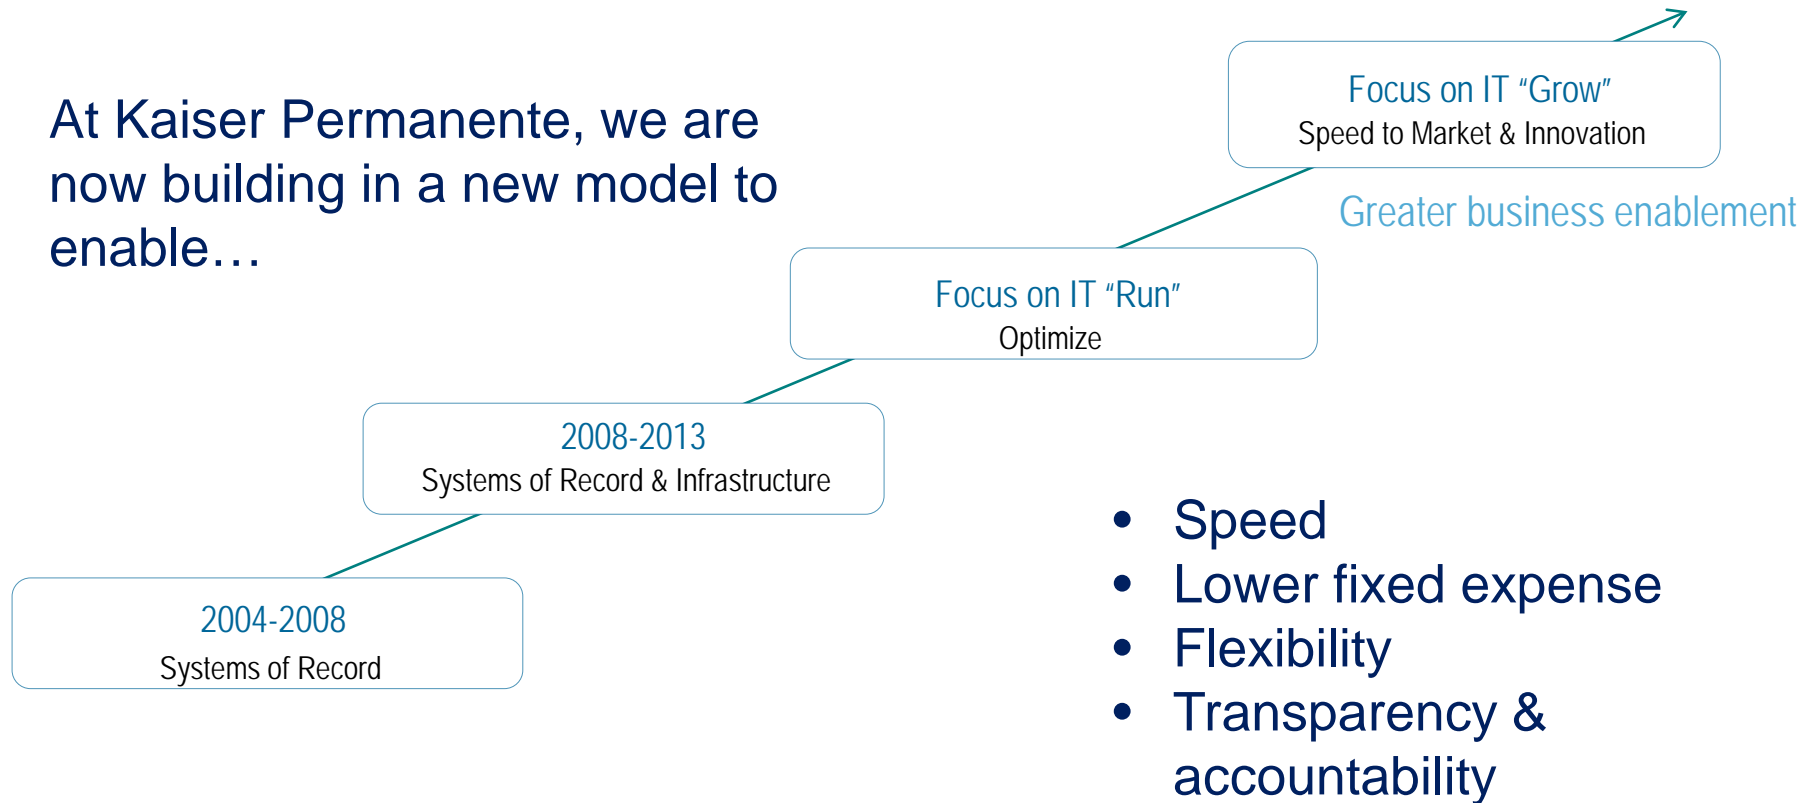 At Kaiser Permanente, we are
now building in a new model to
enable…
Focus on IT “Grow”
Speed to Market & Innovation
Greater business enablement
Focus on IT “Run”
Optimize
2008-2013
Systems of Record & Infrastructure
2004-2008
Systems of Record
• Speed
• Lower fixed expense
• Flexibility
• Transparency &
accountability